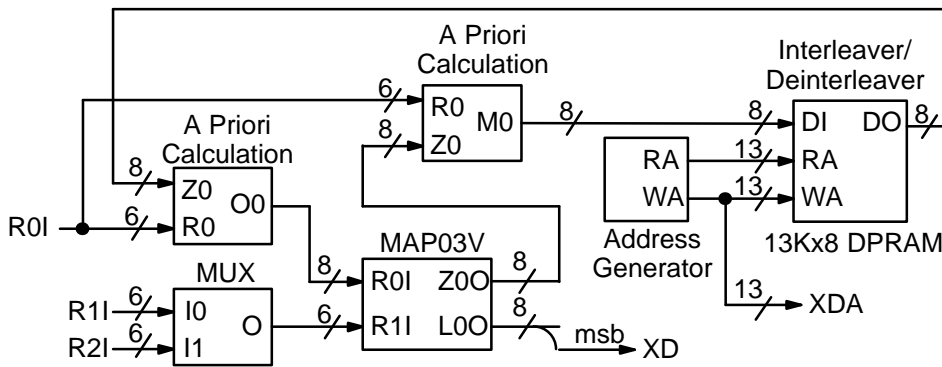 A Priori
Calculation
Interleaver/
Deinterleaver
6
R0
M0
8
8
DI
DO
8
A Priori
Calculation
8
Z0
RA
13
RA
8
Z0
O0
WA
13
WA
R0I
6
R0
Address
Generator
13Kx8 DPRAM
MUX
MAP03V
8
R0I
Z0O
8
R1I
6
I0
O
6
R1I
L0O
8
13
XDA
R2I
6
I1
msb
XD